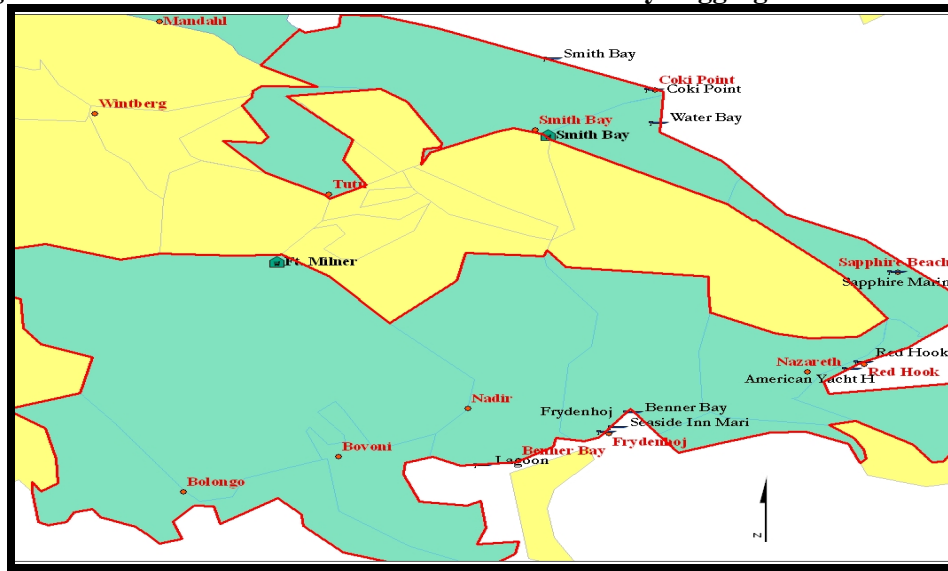 Mandahl
Smith Bay
Coki Point
Coki Point
Wintberg
Water Bay
Smith Bay
Smith Bay
Tutu
Ft. Milner
Sapphire Beach
Sapphire Marin
Red Hook
Nazareth
Red Hook
American Yacht H
Nadir
Frydenhoj
Benner Bay
Seaside Inn Mari
Frydenhoj
Bovoni
Benner Bay
Lagoon
Bolongo
N